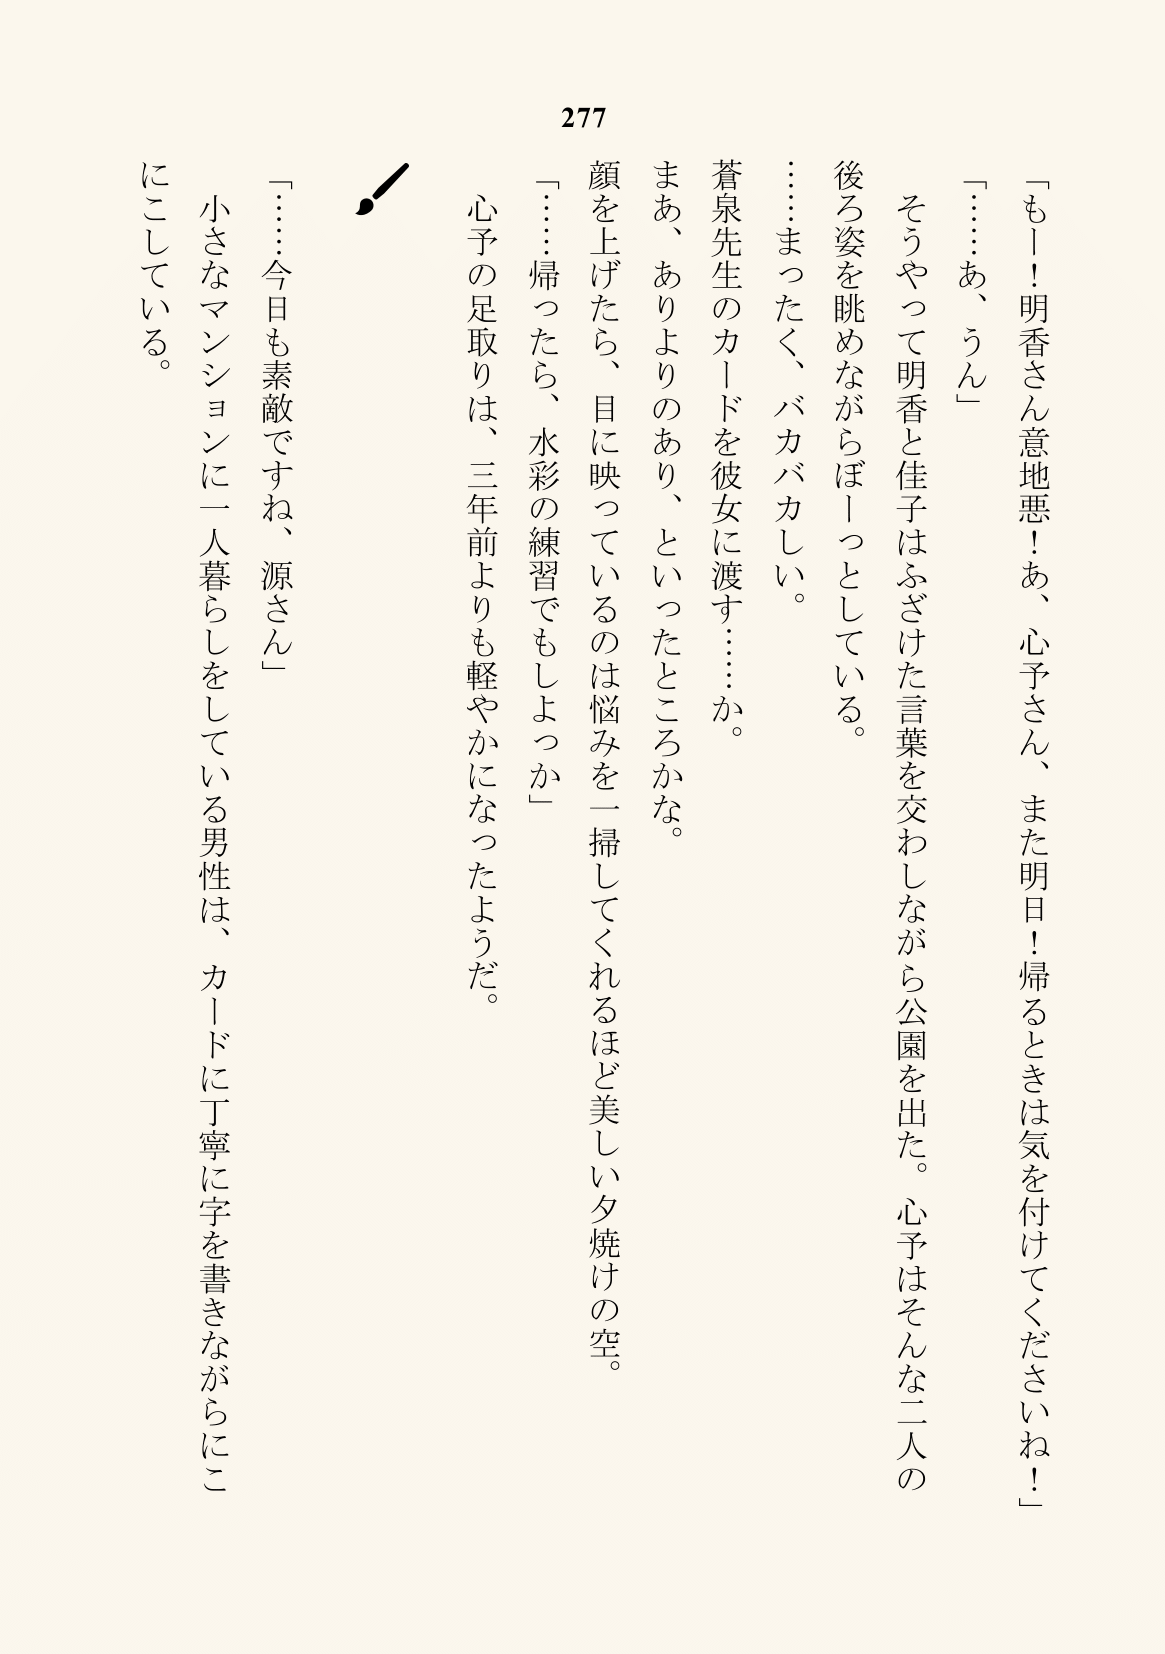 277
「もー！明香さん意地悪！あ、心予さん、また明日！帰るときは気を付けてくださいね！」
「……あ、うん」
　そうやって明香と佳子はふざけた言葉を交わしながら公園を出た。心予はそんな二人の
後ろ姿を眺めながらぼーっとしている。
……まったく、バカバカしい。
蒼泉先生のカードを彼女に渡す……か。
まあ、ありよりのあり、といったところかな。
顔を上げたら、目に映っているのは悩みを一掃してくれるほど美しい夕焼けの空。
「……帰ったら、水彩の練習でもしよっか」
　心予の足取りは、三年前よりも軽やかになったようだ。
「……今日も素敵ですね、源さん」
　小さなマンションに一人暮らしをしている男性は、カードに丁寧に字を書きながらにこ
にこしている。